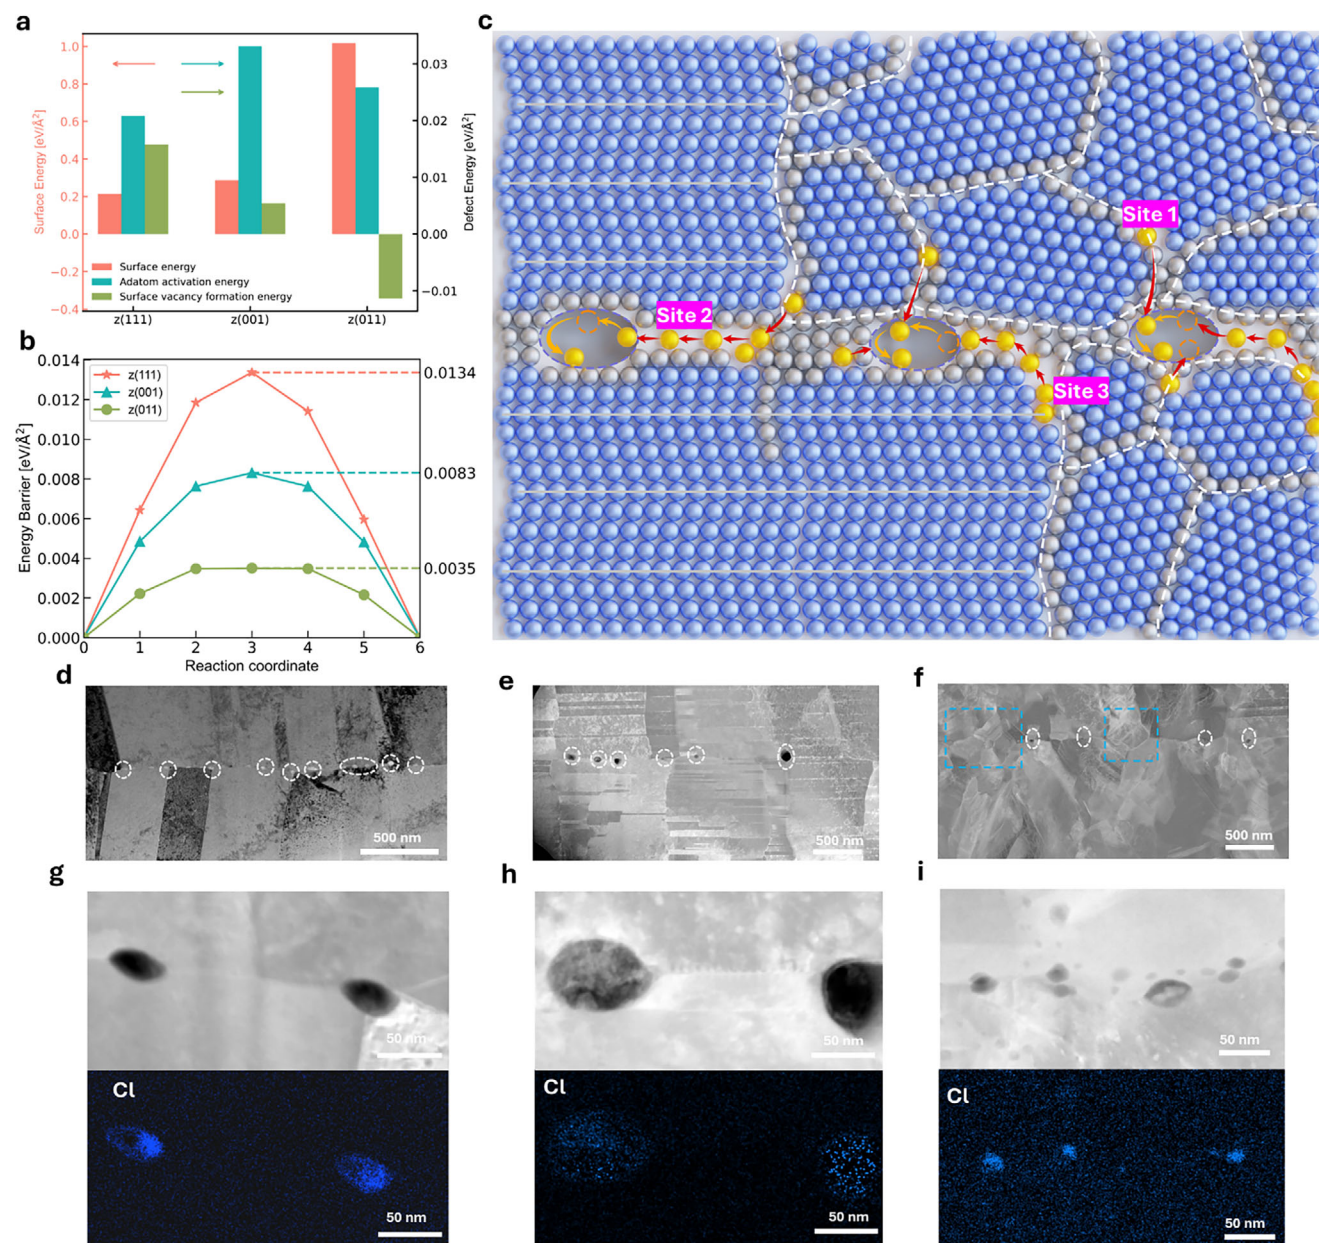 a
Surface Energy [eV/Å²]
1.0
0.8
0.6
0.4
0.2
0.0
−0.2
−0.4
0.03
0.02
0.01
0.00
−0.01
Defect Energy [eV/Å²]
Surface energy
Adatom activation energy
Surface vacancy formation energy
z(111)
z(001)
z(011)
b
Energy Barrier [eV/Å²]
0.014
0.012
0.010
0.008
0.006
0.004
0.002
0.000
z(111)
z(001)
z(011)
0.0134
0.0083
0.0035
0
1
2
3
4
5
6
Reaction coordinate
c
Site 1
Site 2
Site 3
d
500 nm
e
500 nm
f
500 nm
g
50 nm
Cl
50 nm
h
50 nm
Cl
50 nm
i
50 nm
Cl
50 nm